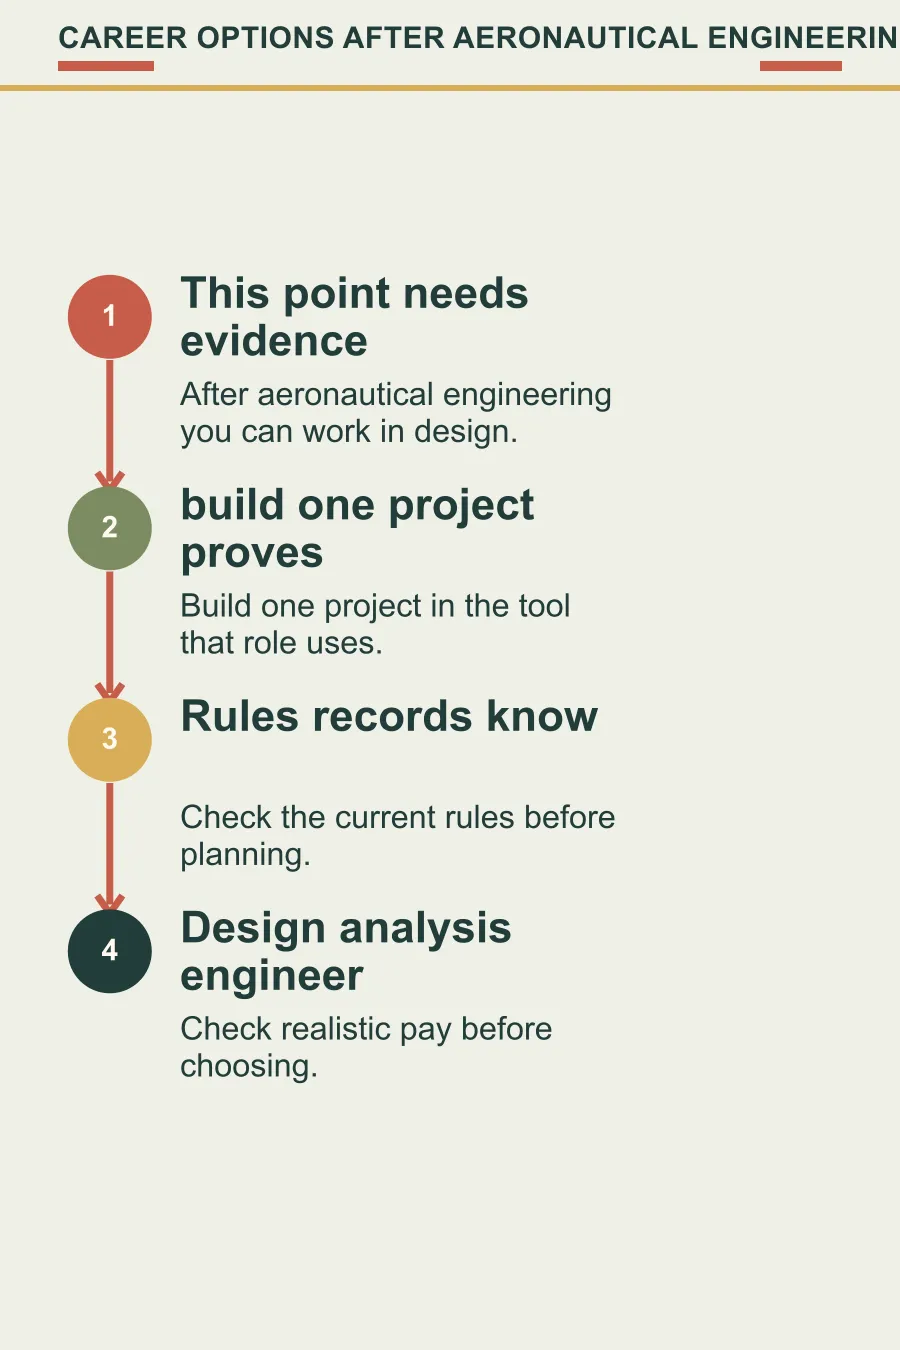 CAREER OPTIONS AFTER AERONAUTICAL ENGINEERIN
1
This point needs
evidence
After aeronautical engineering
you can work in design.
2
build one project
proves
Build one project in the tool
that role uses.
3
Rules records know
Check the current rules before
planning.
4
Design analysis
engineer
Check realistic pay before
choosing.